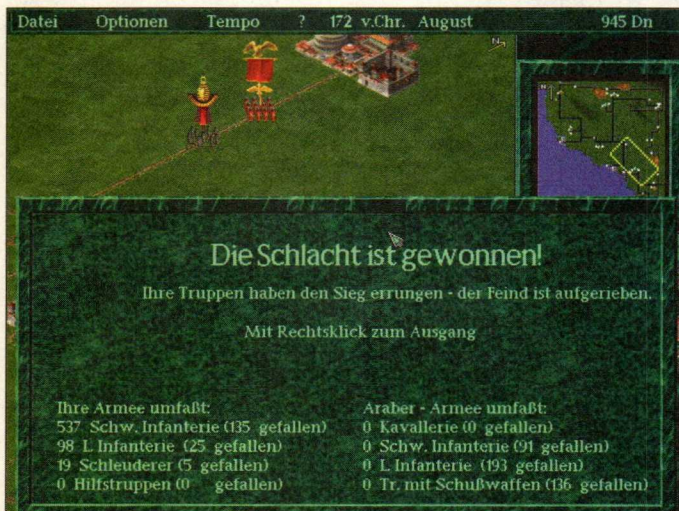 Datei Optionen Tempo ? 172 v.Chr. August 945 Dn
N
Die Schlacht ist gewonnen!
Ihre Truppen haben den Sieg errungen - der Feind ist aufgerieben.
Mit Rechtsklick zum Ausgang
Ihre Armee umfaßt:
537 Schw. Infanterie (135 gefallen)
98 L Infanterie (25 gefallen)
19 Schleuderer (5 gefallen)
0 Hilfstruppen (0 gefallen)
Araber - Armee umfaßt:
0 Kavallerie (0 gefallen)
0 Schw. Infanterie (91 gefallen)
0 L Infanterie (193 gefallen)
0 Tr. mit Schußwaffen (136 gefallen)